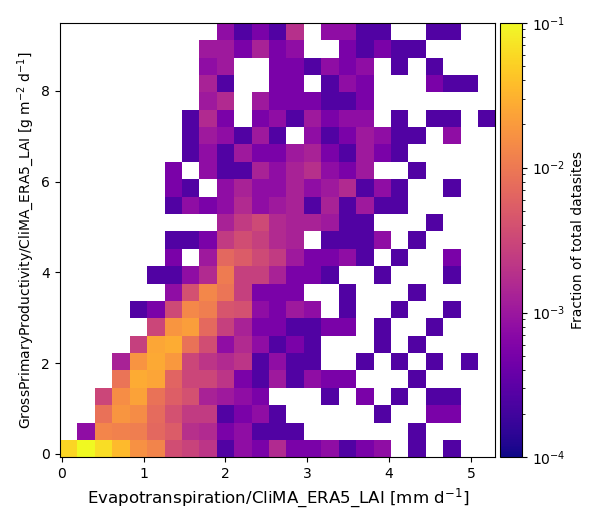 GrossPrimaryProductivity/CliMA_ERA5_LAI [g m⁻² d⁻¹]
8
6
4
2
0
0 1 2 3 4 5
Evapotranspiration/CliMA_ERA5_LAI [mm d⁻¹]
10⁻¹
10⁻²
10⁻³
10⁻⁴
Fraction of total datasites